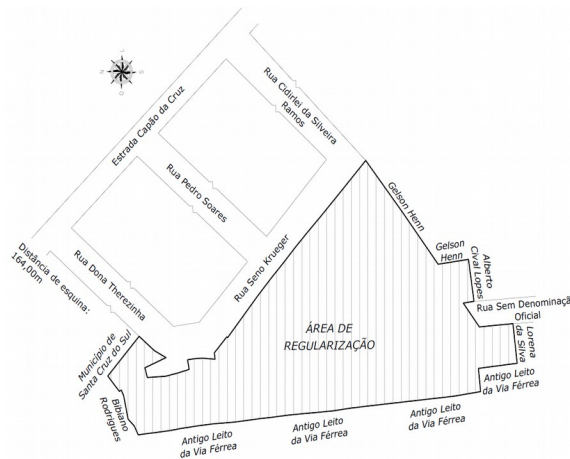 Estrada Capão da Cruz
Rua Cidirlei da Silveira
Ramos
Rua Pedro Soares
Gelson Henn
Gelson
Henn
Alberto
Cival Lopes
Rua Seno Krueger
Rua Dona Therezinha
Distância de esquina:
164,00m
Rua Sem Denominaçã
Oficial
Lorena
da Silva
ÁREA DE
REGULARIZAÇÃO
Município de
Santa Cruz do Sul
Bibiano
Rodrigues
Antigo Leito
da Via Férrea
Antigo Leito
da Via Férrea
Antigo Leito
da Via Férrea
Antigo Leito
da Via Férrea